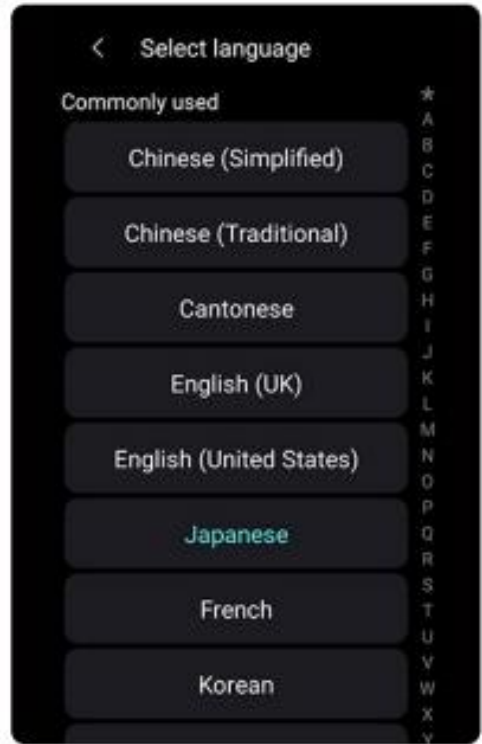 < Select language
Commonly used
Chinese (Simplified)
Chinese (Traditional)
Cantonese
English (UK)
English (United States)
Japanese
French
Korean
*
A
B
C
D
E
F
G
H
I
J
K
L
M
N
O
P
Q
R
S
T
U
V
W
X
Y